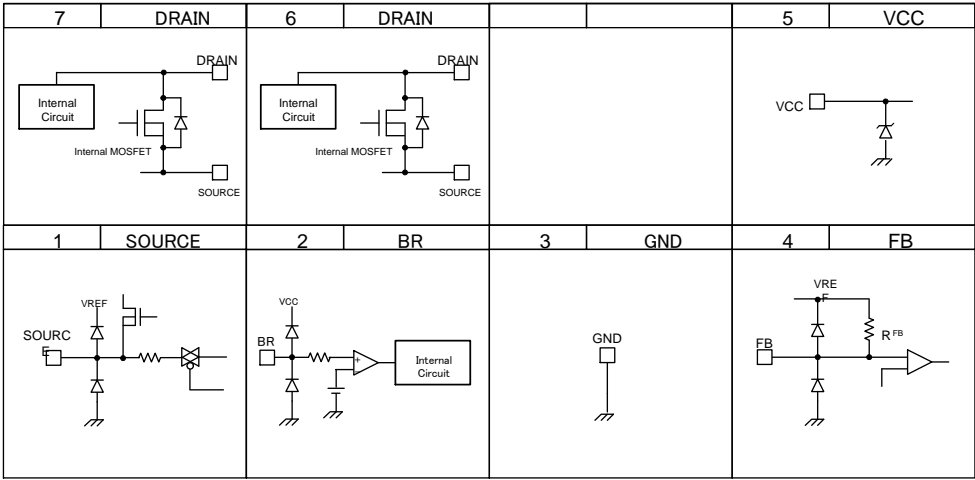 7 DRAIN 6 DRAIN 5 VCC
DRAIN
Internal
Circuit
Internal MOSFET
SOURCE
DRAIN
Internal
Circuit
Internal MOSFET
SOURCE
VCC
1 SOURCE 2 BR 3 GND 4 FB
VREF
SOURC
E
VCC
BR
+
-
Internal
Circuit
GND
VRE
F
R FB
FB